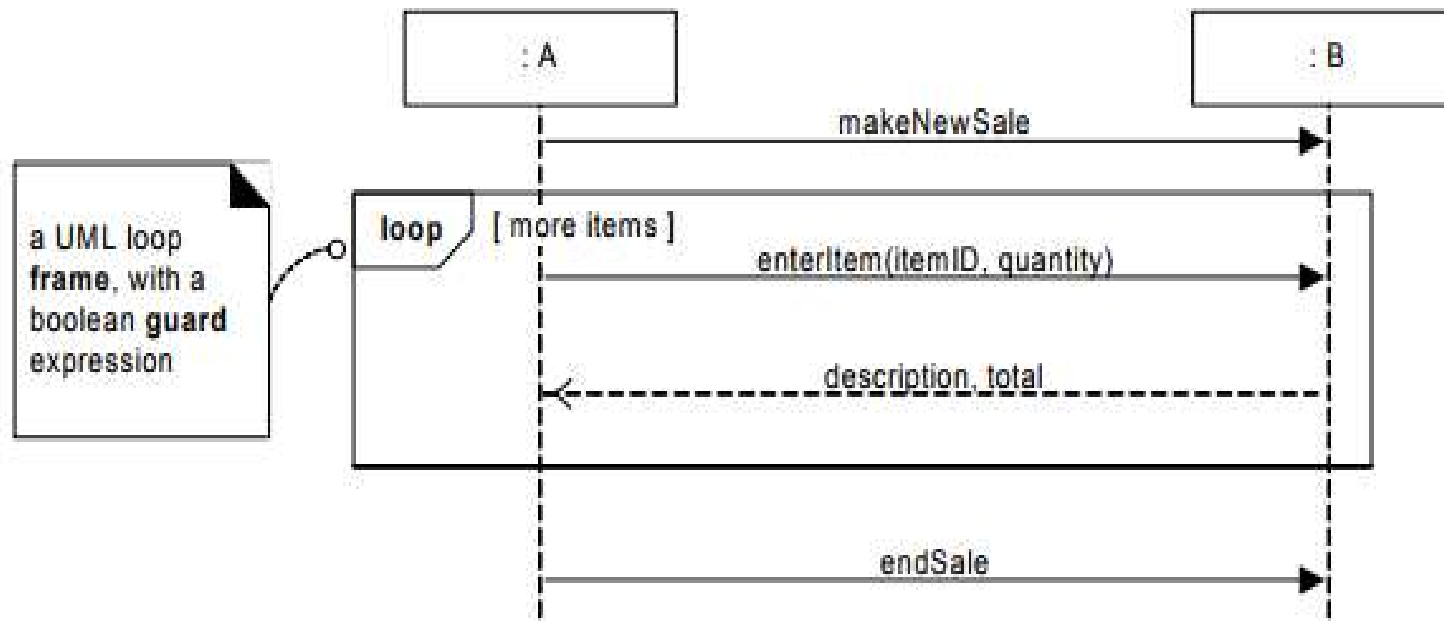 : A
: B
makeNewSale
a UML loop
frame, with a
boolean guard
expression
loop
[ more items ]
enterItem(itemID, quantity)
description, total
endSale